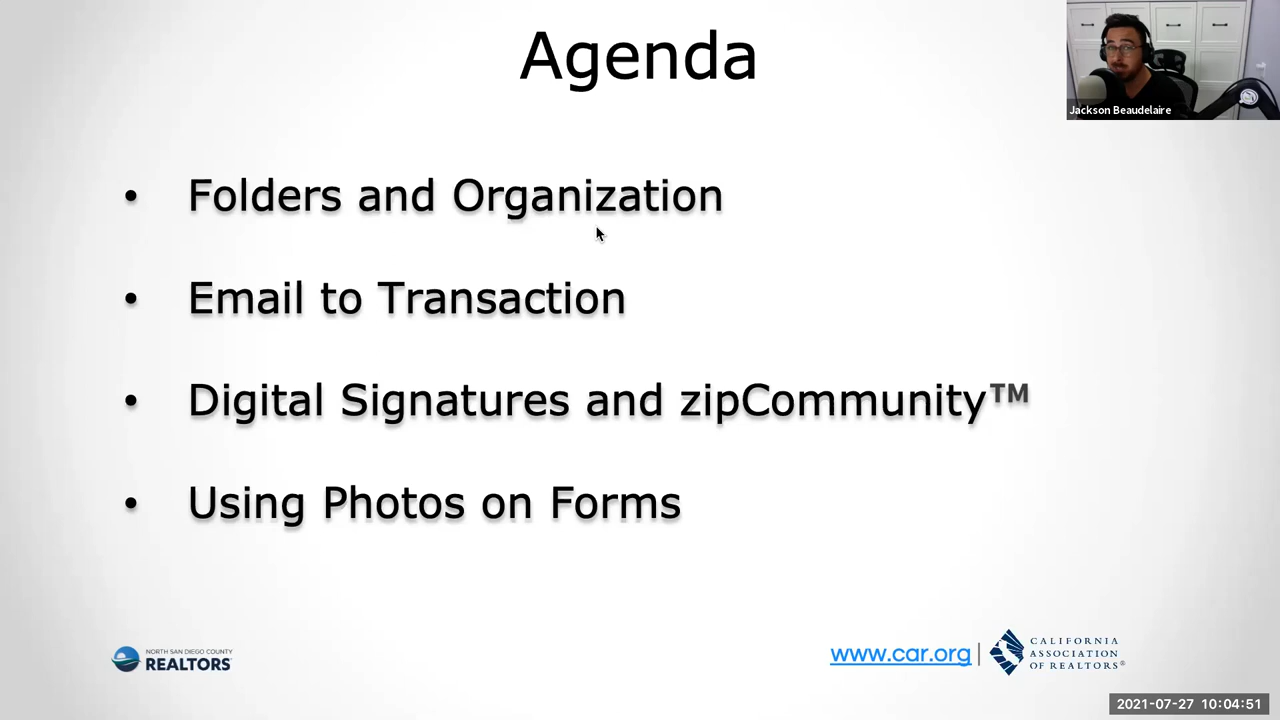 Agenda
Jackson Beaudelaire
• Folders and Organization
• Email to Transaction
• Digital Signatures and zipCommunity™
• Using Photos on Forms
NORTH SAN DIEGO COUNTY
REALTORS®
www.car.org |
CALIFORNIA
ASSOCIATION
OF REALTORS®
2021-07-27 10:04:51